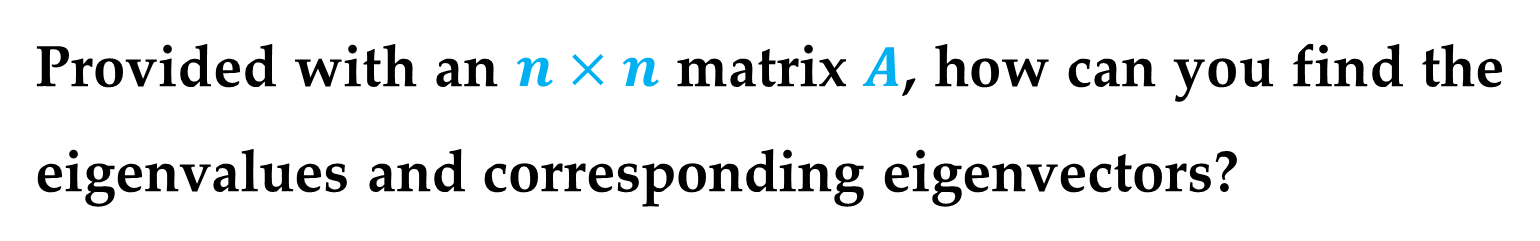 Provided with an n × n matrix A, how can you find the
eigenvalues and corresponding eigenvectors?